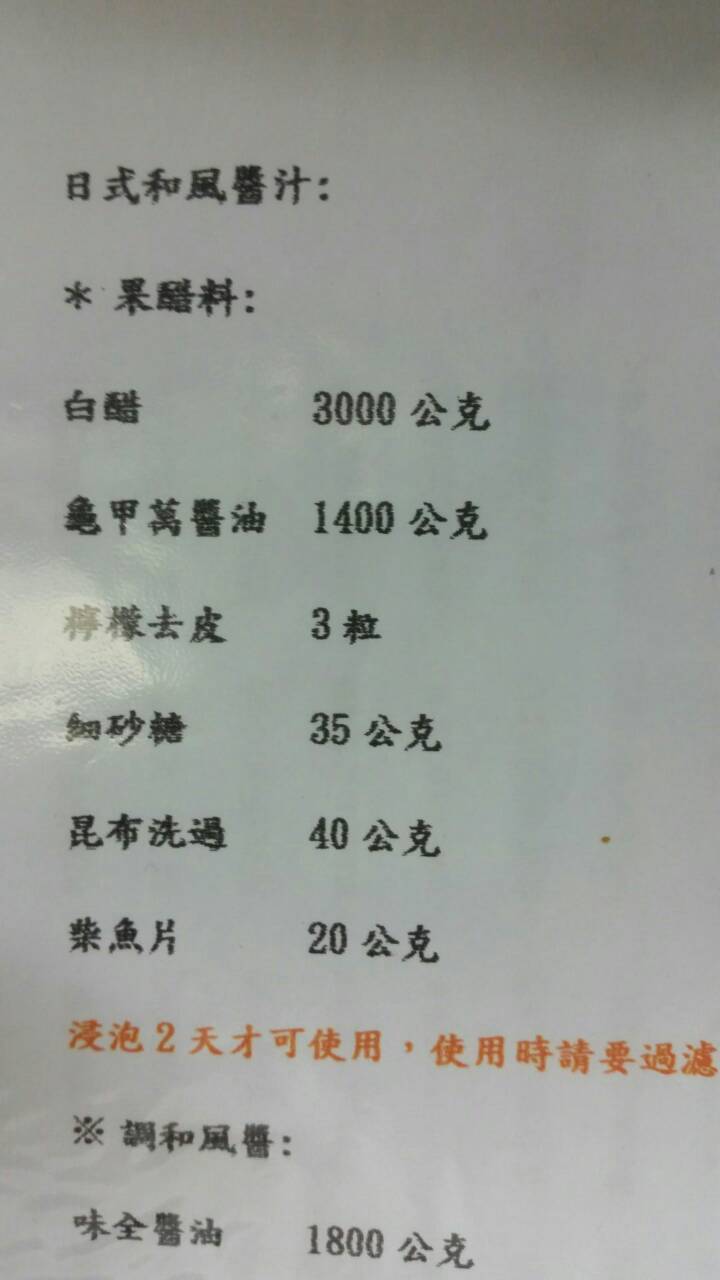 日式和風醬汁:
* 果醋料:
白醋 3000 公克
龜甲萬醬油 1400 公克
檸檬去皮 3 粒
細砂糖 35 公克
昆布洗過 40 公克
柴魚片 20 公克
浸泡 2 天才可使用，使用時請要過濾
※ 調和風醬:
味全醬油 1800 公克